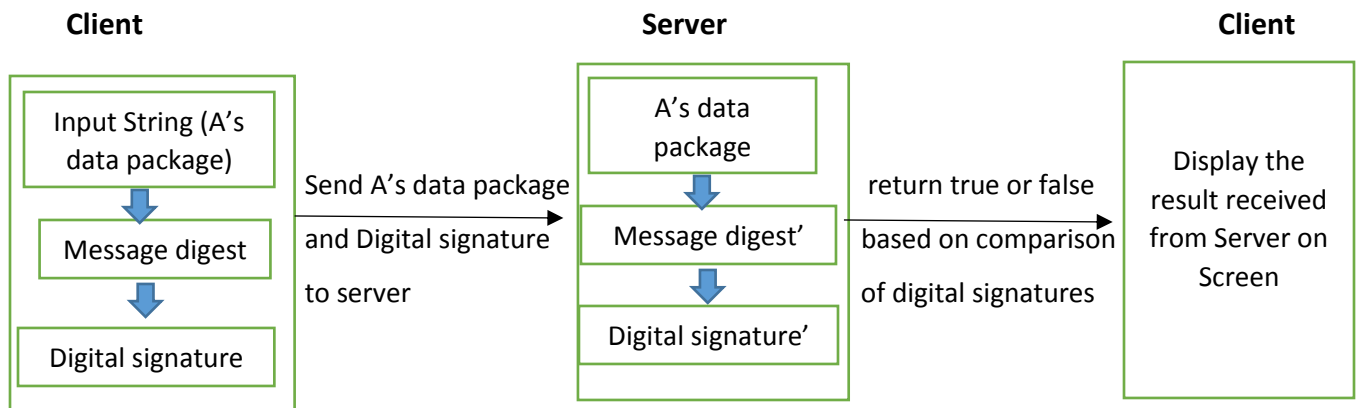 Client
Server
Client
Input String (A’s
data package)
Message digest
Digital signature
Send A’s data package
and Digital signature
to server
A’s data
package
Message digest’
Digital signature’
return true or false
based on comparison
of digital signatures
Display the
result received
from Server on
Screen